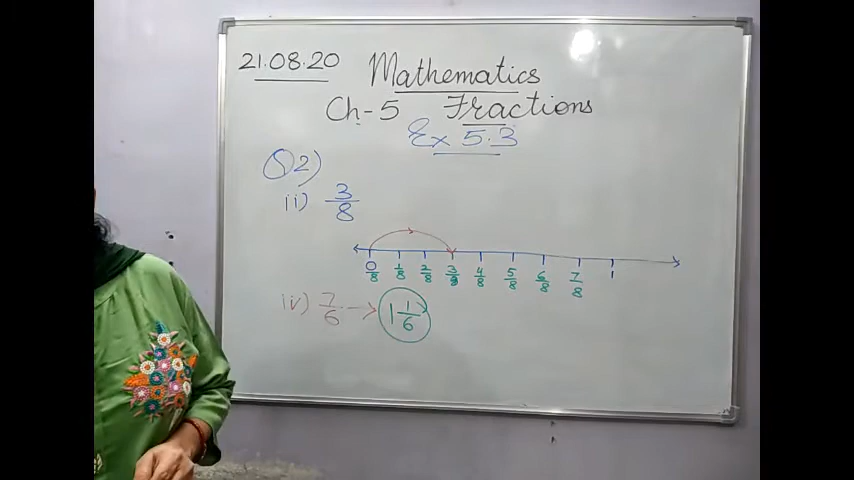 21.08.20 Mathematics
Ch-5 Fractions
Ex 5.3
Q2)
ii) 3/8
0/8 1/8 2/8 3/8 4/8 5/8 6/8 7/8 1
iv) 7/6 → 1 1/6